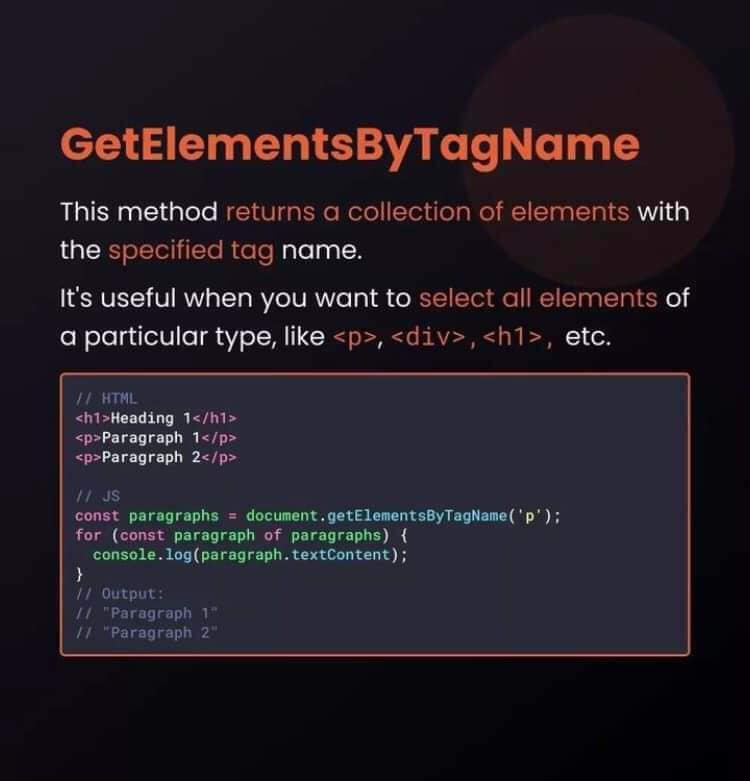 GetElementsByTagName
This method returns a collection of elements with
the specified tag name.
It's useful when you want to select all elements of
a particular type, like <p>, <div>, <h1>, etc.
// HTML
<h1>Heading 1</h1>
<p>Paragraph 1</p>
<p>Paragraph 2</p>
// JS
const paragraphs = document.getElementsByTagName('p');
for (const paragraph of paragraphs) {
  console.log(paragraph.textContent);
}
// Output:
// "Paragraph 1"
// "Paragraph 2"